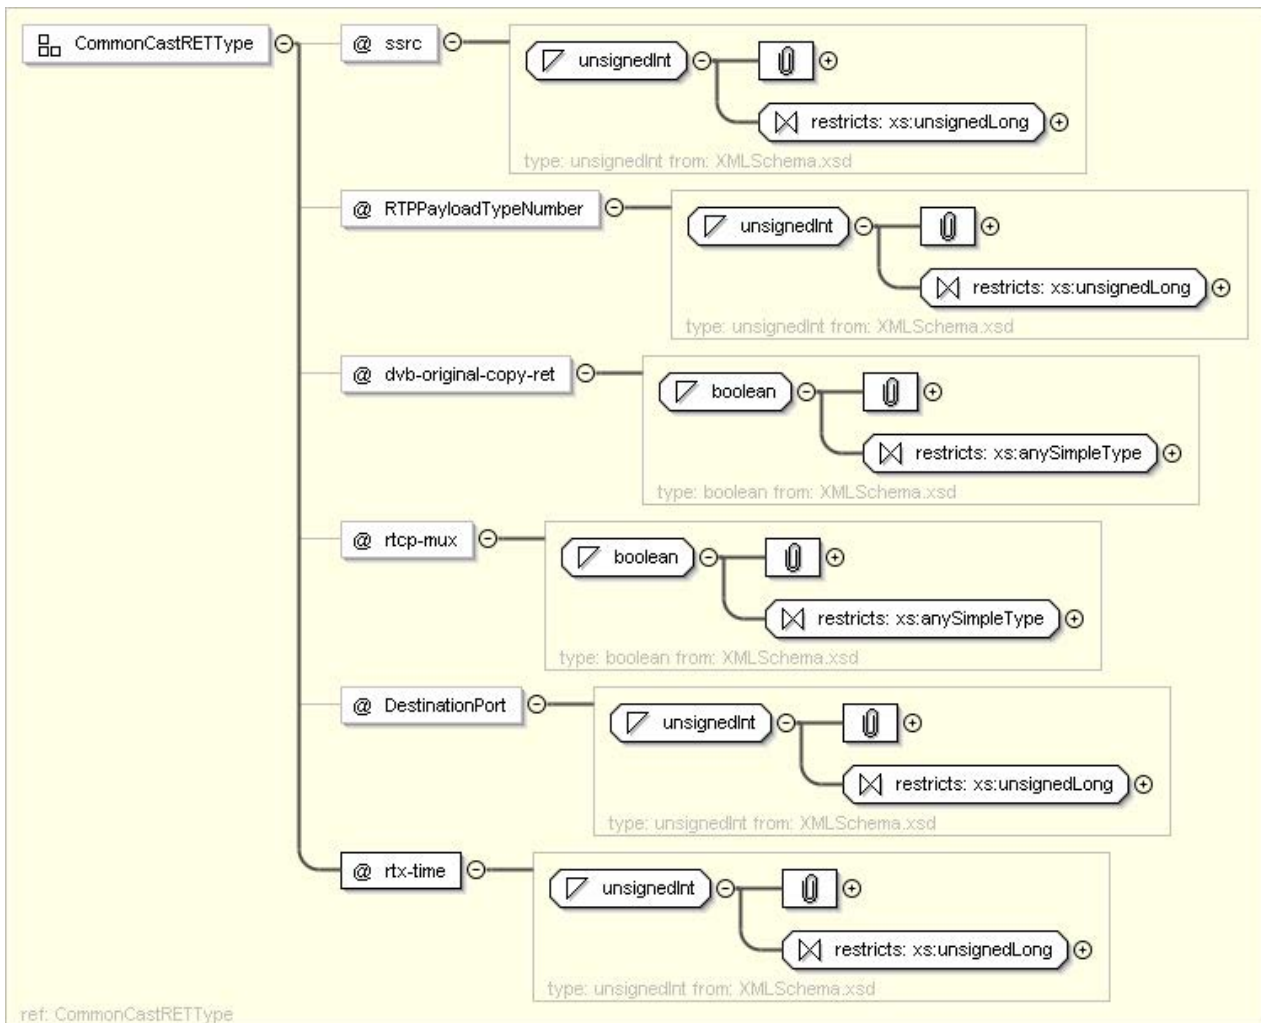 CommonCastRETType
@ ssrc
unsignedInt
restricts: xs:unsignedLong
type: unsignedInt from: XMLSchema.xsd
@ RTPPayloadTypeNumber
unsignedInt
restricts: xs:unsignedLong
type: unsignedInt from: XMLSchema.xsd
@ dvb-original-copy-ret
boolean
restricts: xs:anySimpleType
type: boolean from: XMLSchema.xsd
@ rtcp-mux
boolean
restricts: xs:anySimpleType
type: boolean from: XMLSchema.xsd
@ DestinationPort
unsignedInt
restricts: xs:unsignedLong
type: unsignedInt from: XMLSchema.xsd
@ rtx-time
unsignedInt
restricts: xs:unsignedLong
type: unsignedInt from: XMLSchema.xsd
ref: CommonCastRETType